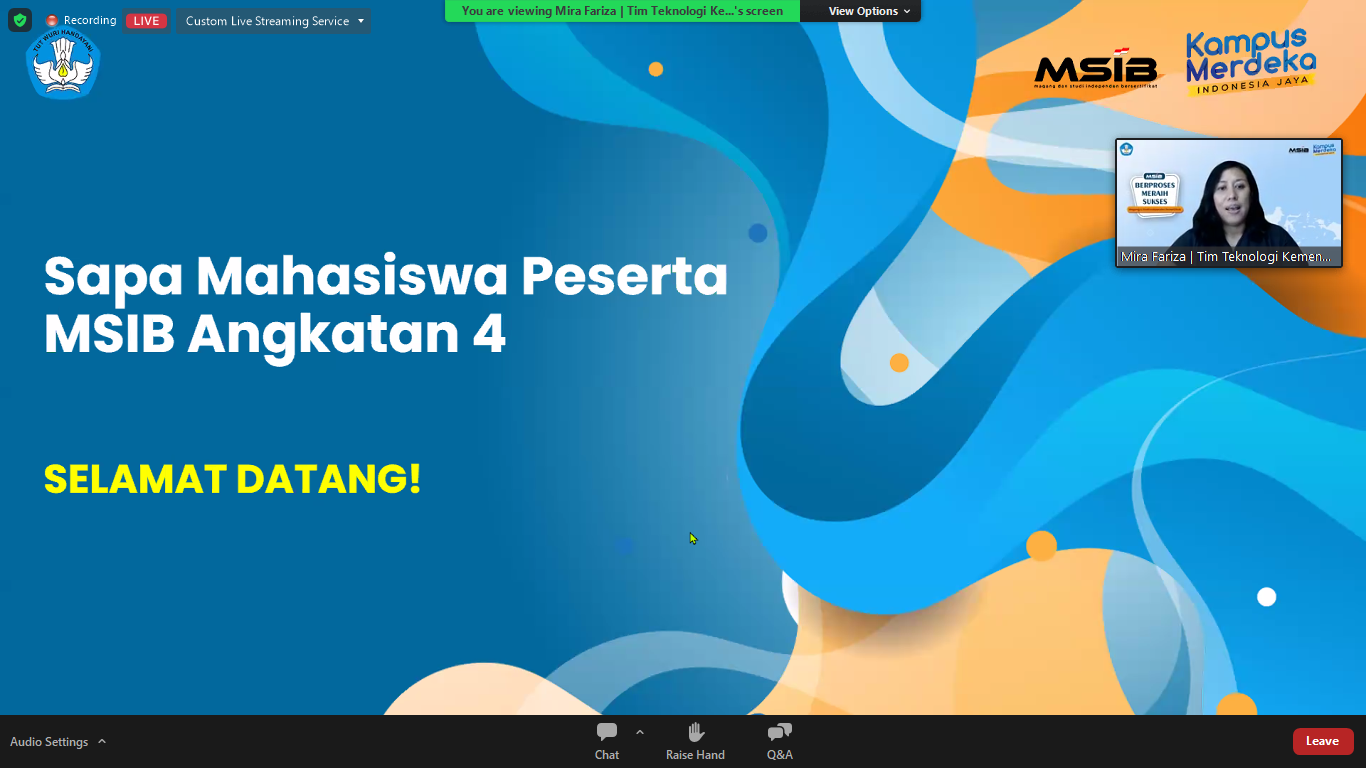 Recording
LIVE
Custom Live Streaming Service
You are viewing Mira Fariza | Tim Teknologi Ke...'s screen
View Options
TUT WURI HANDAYANI
MSIB
magang dan studi independen bersertifikat
Kampus
Merdeka
INDONESIA JAYA
MSIB
Kampus
Merdeka
MSIB
BERPROSES
MERAIH
SUKSES
Mira Fariza | Tim Teknologi Kemen...
Sapa Mahasiswa Peserta
MSIB Angkatan 4
SELAMAT DATANG!
Audio Settings
Chat
Raise Hand
Q&A
Leave